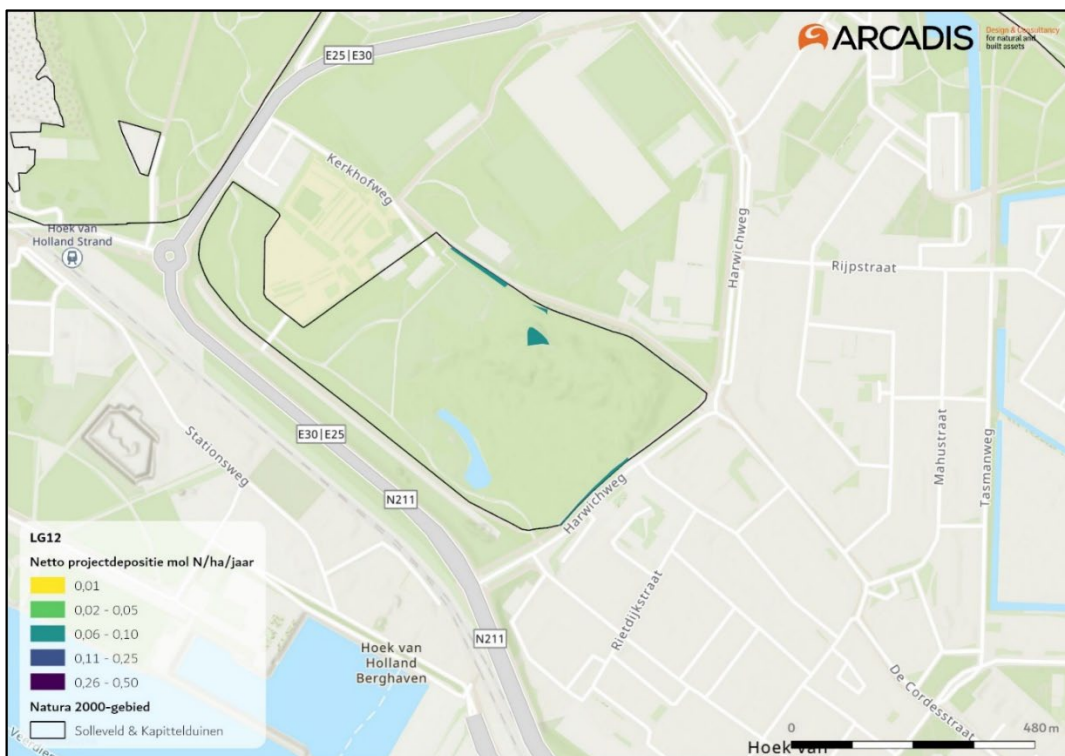 ARCADIS
Design & Consultancy
for natural and
built assets
E25|E30
Kerkhofweg
Hoek van
Holland Strand
Harwichweg
Rijpstraat
E30|E25
Stationsweg
N211
Harwichweg
Mahustraat
Tasmanweg
Rietdijkstraat
N211
Hoek van
Holland
Berghaven
De Cordesstraat
LG12
Netto projectdepositie mol N/ha/jaar
0,01
0,02 - 0,05
0,06 - 0,10
0,11 - 0,25
0,26 - 0,50
Natura 2000-gebied
Solleveld & Kapittelduinen
0
480 m
Hoek van